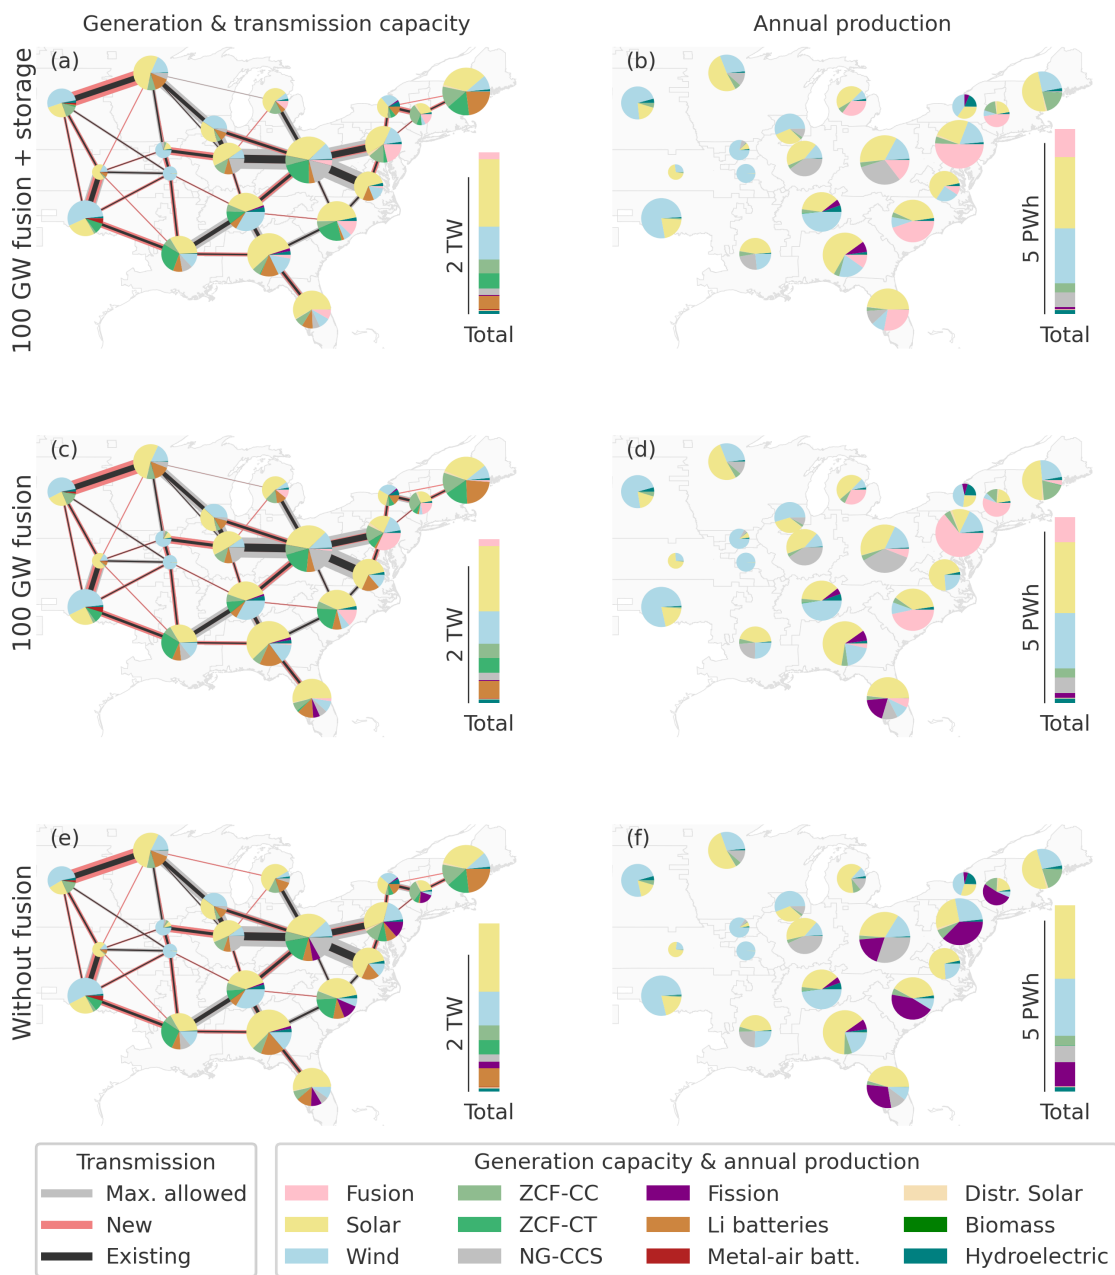 Generation & transmission capacity
Annual production
100 GW fusion + storage
(a)
2 TW
Total
(b)
5 PWh
Total
100 GW fusion
(c)
2 TW
Total
(d)
5 PWh
Total
Without fusion
(e)
2 TW
Total
(f)
5 PWh
Total
Transmission
Max. allowed
New
Existing
Generation capacity & annual production
Fusion
Solar
Wind
ZCF-CC
ZCF-CT
NG-CCS
Fission
Li batteries
Metal-air batt.
Distr. Solar
Biomass
Hydroelectric